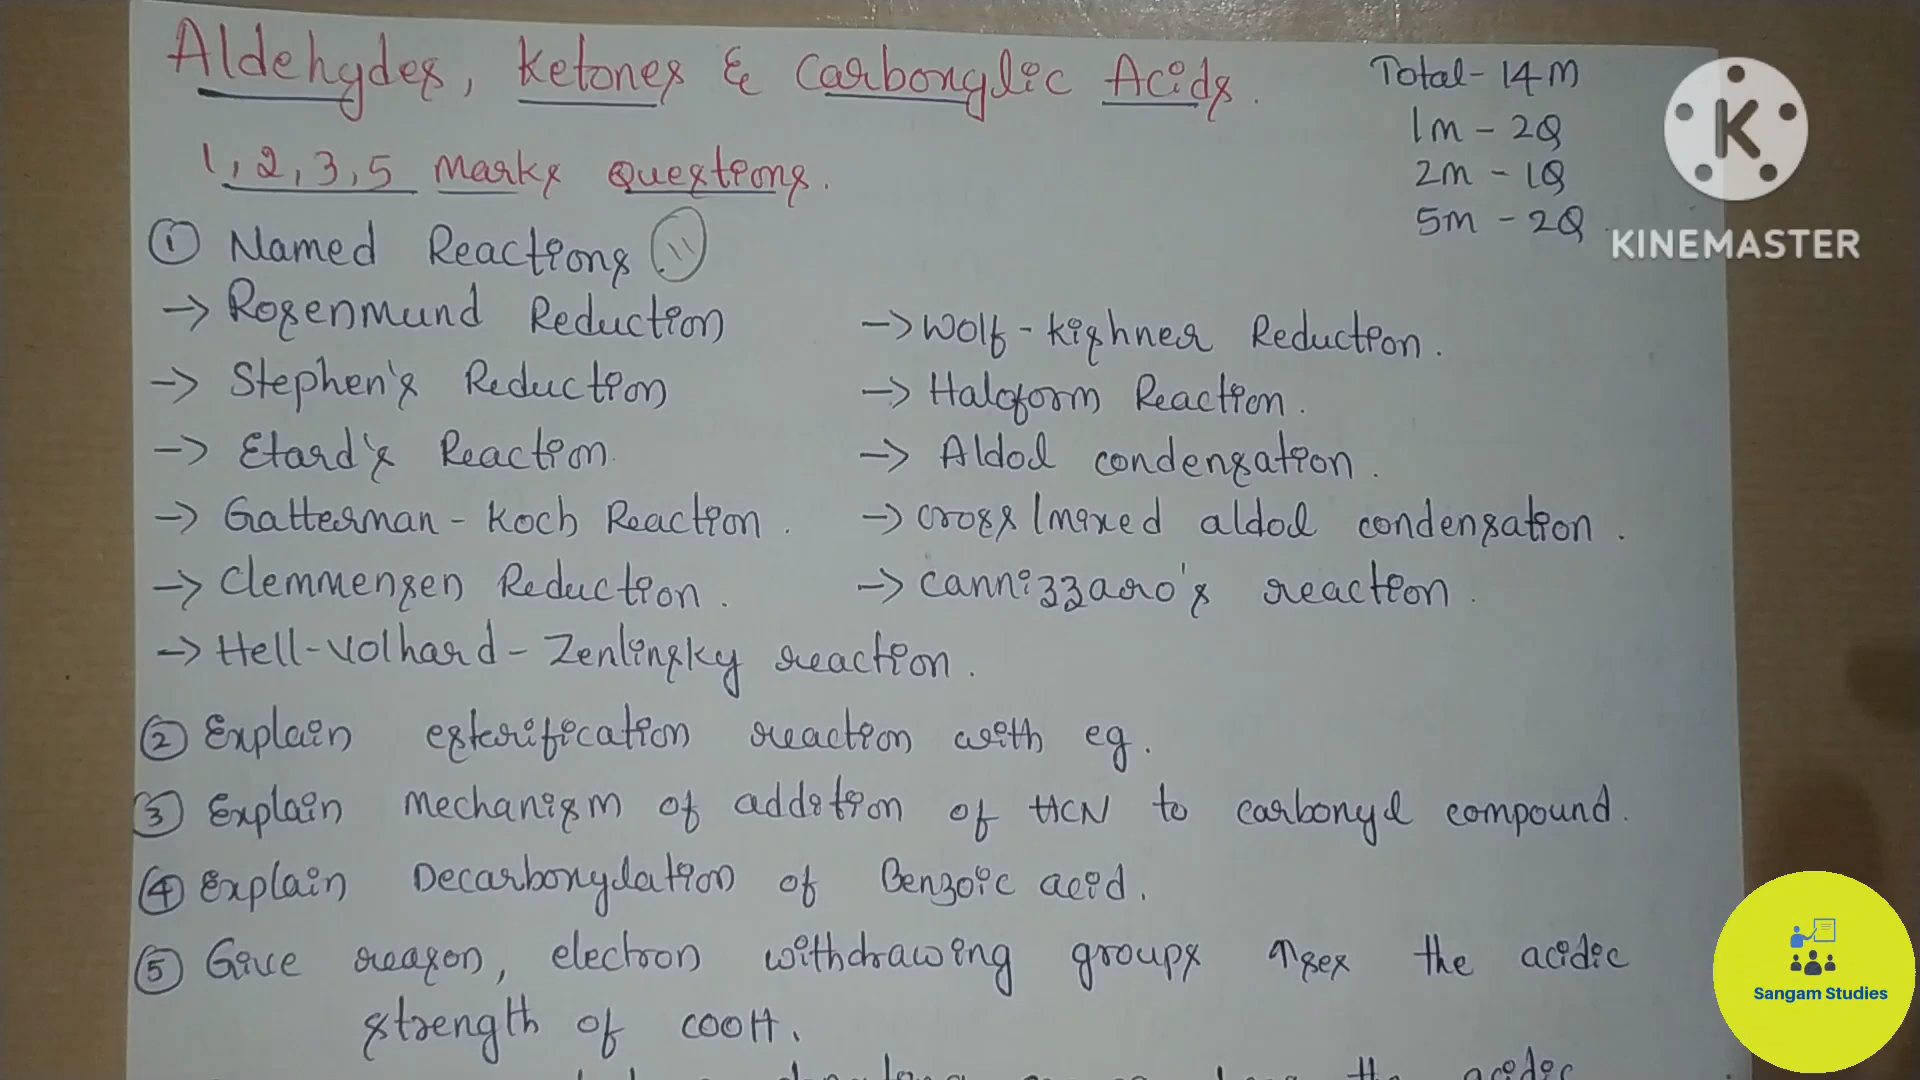 Aldehydes, Ketones & Carboxylic Acids.
Total - 14M
1m - 2Q
2m - 1Q
5m - 2Q
KINEMASTER
1, 2, 3, 5 Marks Questions.
① Named Reactions 11
→ Rosenmund Reduction
→ Wolf-Kishner Reduction.
→ Stephen's Reduction
→ Haloform Reaction.
→ Etard's Reaction.
→ Aldol condensation.
→ Gatterman-Koch Reaction.
→ cross/mixed aldol condensation.
→ Clemmensen Reduction.
→ Cannizzaro's reaction.
→ Hell-Volhard-Zenlinsky reaction.
② Explain esterification reaction with eg.
③ Explain mechanism of addition of HCN to carbonyl compound.
④ Explain Decarboxylation of Benzoic acid.
⑤ Give reason, electron withdrawing groups ↑ses the acidic
strength of COOH.
the acidic
Sangam Studies